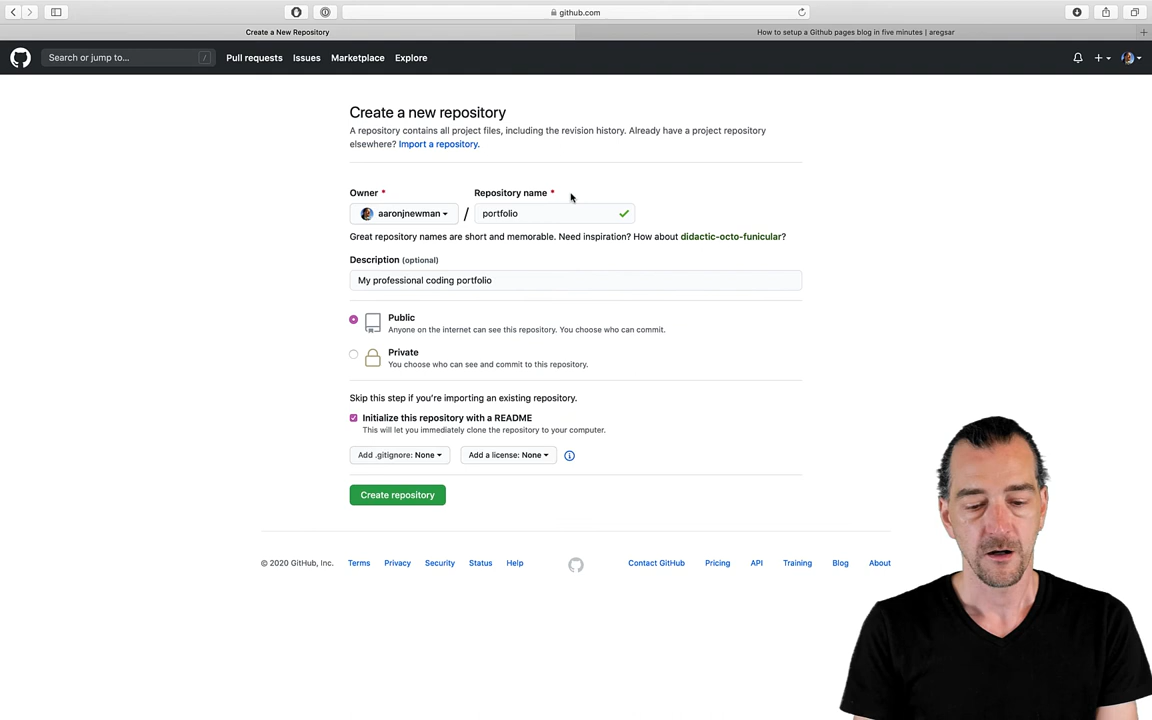 github.com
Create a New Repository
How to setup a Github pages blog in five minutes | aregsar
Search or jump to... /
Pull requests Issues Marketplace Explore
Create a new repository
A repository contains all project files, including the revision history. Already have a project repository
elsewhere? Import a repository.
Owner * Repository name *
aaronjnewman / portfolio
Great repository names are short and memorable. Need inspiration? How about didactic-octo-funicular?
Description (optional)
My professional coding portfolio
Public
Anyone on the internet can see this repository. You choose who can commit.
Private
You choose who can see and commit to this repository.
Skip this step if you're importing an existing repository.
Initialize this repository with a README
This will let you immediately clone the repository to your computer.
Add .gitignore: None Add a license: None
Create repository
© 2020 GitHub, Inc. Terms Privacy Security Status Help Contact GitHub Pricing API Training Blog About